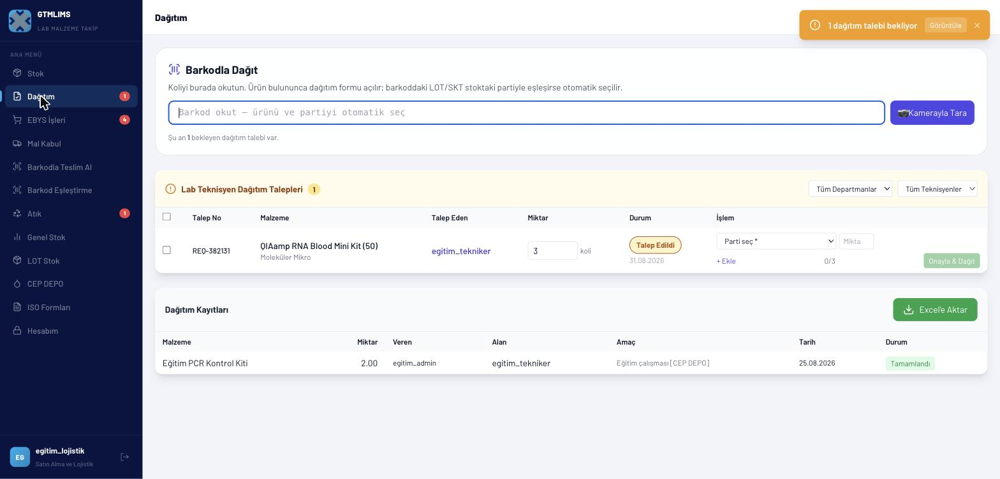 GTMLIMS
LAB MALZEME TAKİP
ANA MENÜ
Stok
Dağıtım 1
EBYS İşleri 4
Mal Kabul
Barkodla Teslim Al
Barkod Eşleştirme
Atık 1
Genel Stok
LOT Stok
CEP DEPO
ISO Formları
Hesabım
EG
egitim_lojistik
Satın Alma ve Lojistik
Dağıtım
1 dağıtım talebi bekliyor Görüntüle
Barkodla Dağıt
Koliyi burada okutun. Ürün bulununca dağıtım formu açılır; barkoddaki LOT/SKT stoktaki partiyle eşleşirse otomatik seçilir.
Barkod okut — ürünü ve partiyi otomatik seç
Kamerayla Tara
Şu an 1 bekleyen dağıtım talebi var.
Lab Teknisyen Dağıtım Talepleri 1
Tüm Departmanlar Tüm Teknisyenler
Talep No Malzeme Talep Eden Miktar Durum İşlem
REQ-382131 QIAamp RNA Blood Mini Kit (50) egitim_tekniker 3 koli Talep Edildi Parti seç * Mikta
Moleküler Mikro 31.08.2026 + Ekle 0/3 Onayla & Dağıt
Dağıtım Kayıtları Excel'e Aktar
Malzeme Miktar Veren Alan Amaç Tarih Durum
Eğitim PCR Kontrol Kiti 2.00 egitim_admin egitim_tekniker Eğitim çalışması [CEP DEPO] 25.08.2026 Tamamlandı